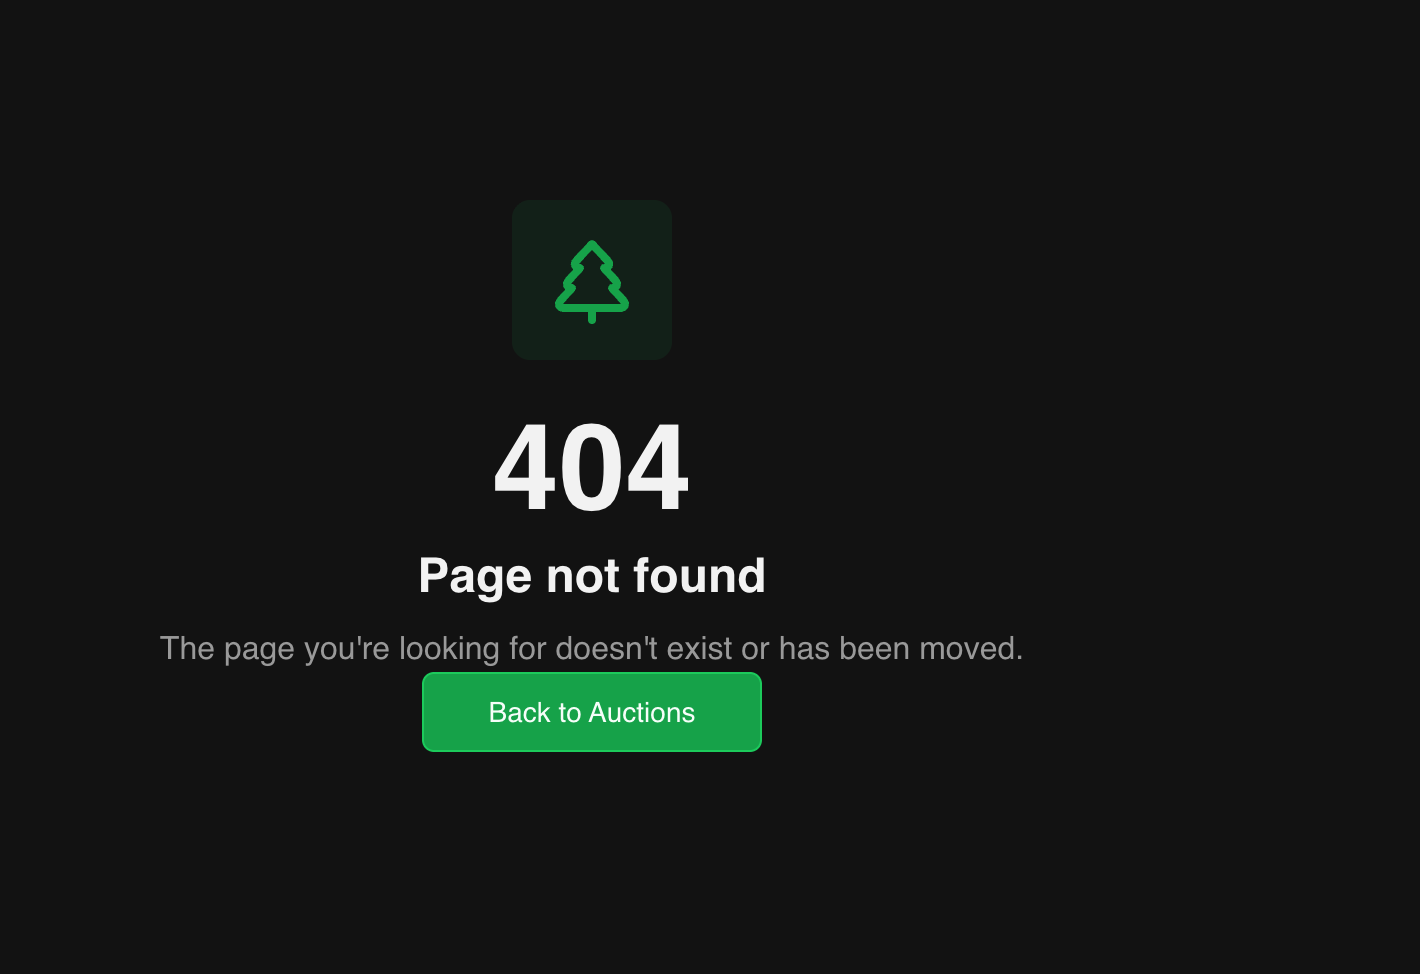 404
Page not found
The page you're looking for doesn't exist or has been moved.
Back to Auctions